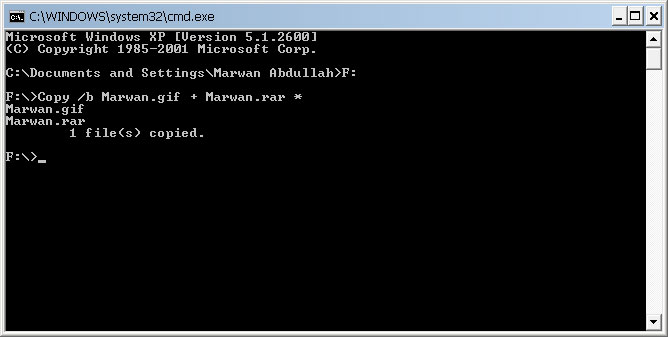 C:\WINDOWS\system32\cmd.exe
Microsoft Windows XP [Version 5.1.2600]
(C) Copyright 1985-2001 Microsoft Corp.
C:\Documents and Settings\Marwan Abdullah>F:
F:\>Copy /b Marwan.gif + Marwan.rar *
Marwan.gif
Marwan.rar
1 file(s) copied.
F:\>_